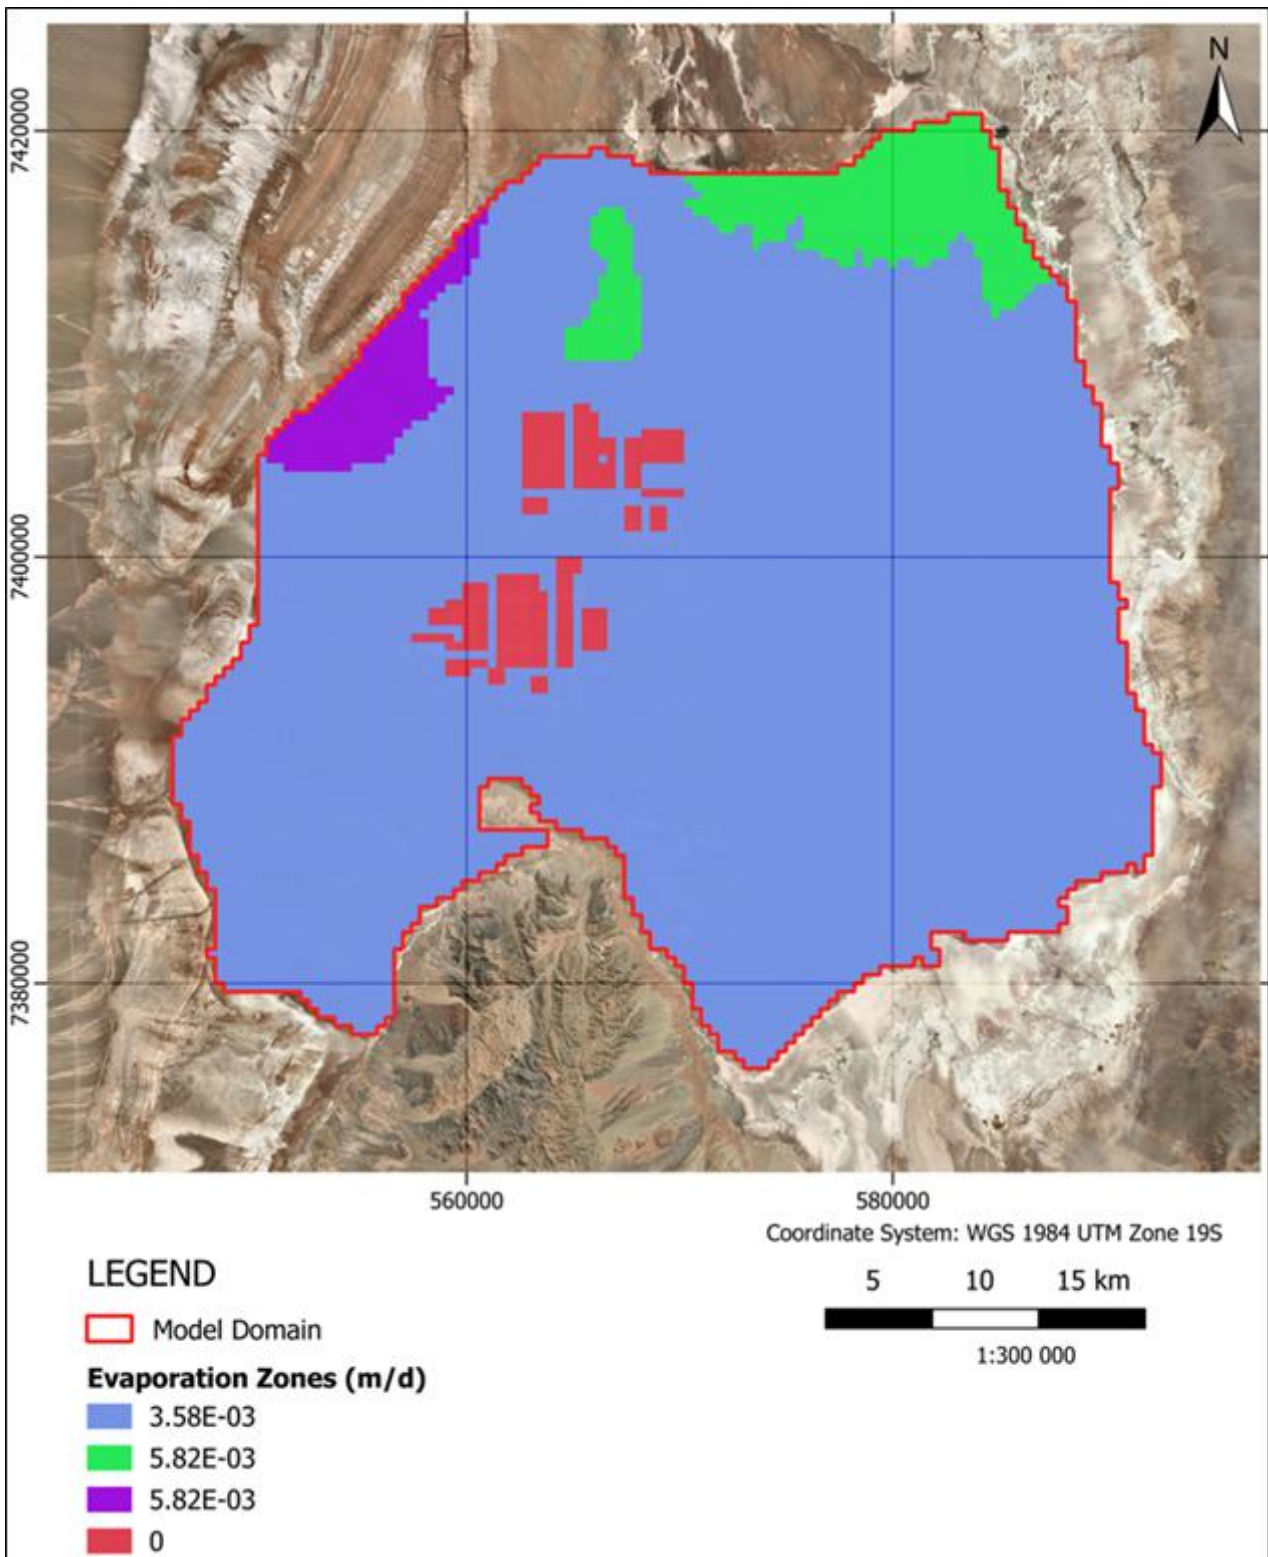 N
7420000
7400000
7380000
560000
580000
Coordinate System: WGS 1984 UTM Zone 19S
LEGEND
5
10
15 km
Model Domain
1:300 000
Evaporation Zones (m/d)
3.58E-03
5.82E-03
5.82E-03
0